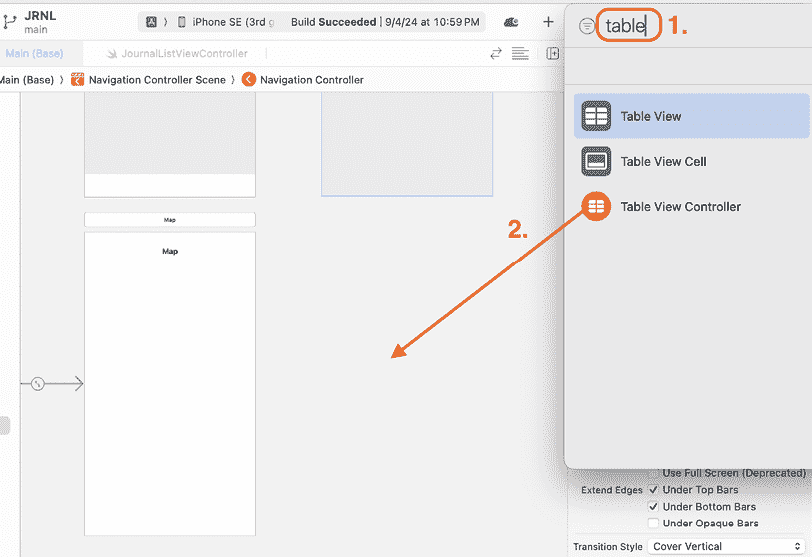 JRNL
main
iPhone SE (3rd g
Build Succeeded | 9/4/24 at 10:59 PM
table
1.
Main (Base)
JournalListViewController
Main (Base) 〉 Navigation Controller Scene 〉 Navigation Controller
Table View
Table View Cell
Table View Controller
2.
Map
Map
Use Full Screen (Deprecated)
Extend Edges
Under Top Bars
Under Bottom Bars
Under Opaque Bars
Transition Style
Cover Vertical